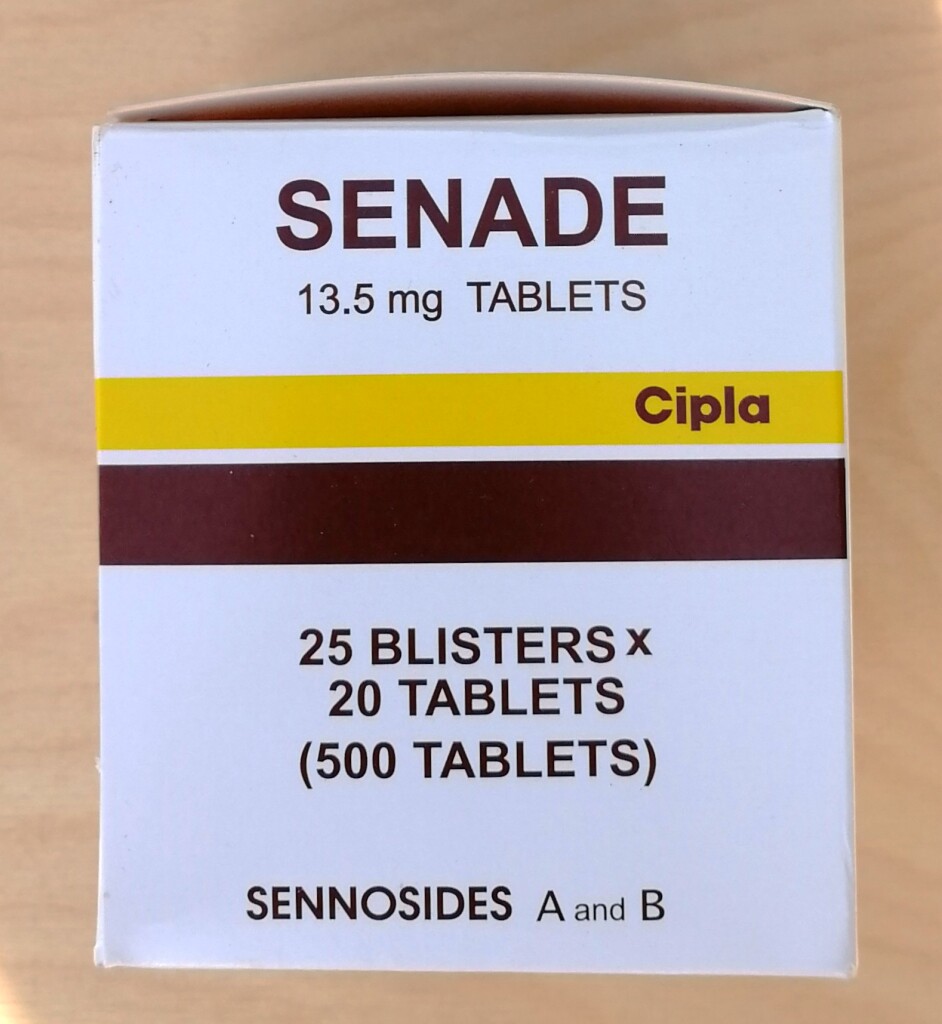 SENADE
13.5 mg TABLETS
Cipla
25 BLISTERS x
20 TABLETS
(500 TABLETS)
SENNOSIDES A and B